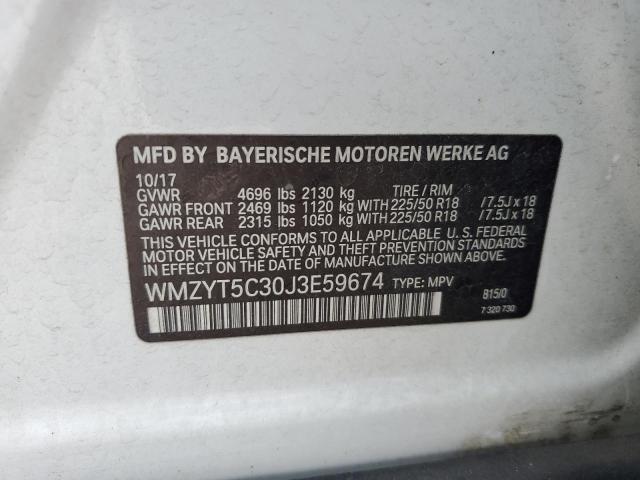 MFD BY BAYERISCHE MOTOREN WERKE AG
10/17
GVWR 4696 lbs 2130 kg TIRE / RIM
GAWR FRONT 2469 lbs 1120 kg WITH 225/50 R18 / 7.5J x 18
GAWR REAR 2315 lbs 1050 kg WITH 225/50 R18 / 7.5J x 18
THIS VEHICLE CONFORMS TO ALL APPLICABLE U. S. FEDERAL
MOTOR VEHICLE SAFETY, BUMPER, AND THEFT PREVENTION
STANDARDS IN EFFECT ON THE DATE OF MANUFACTURE SHOWN ABOVE.
WMZYT5C30J3E59674 TYPE: MPV
B15/0
7 320 730